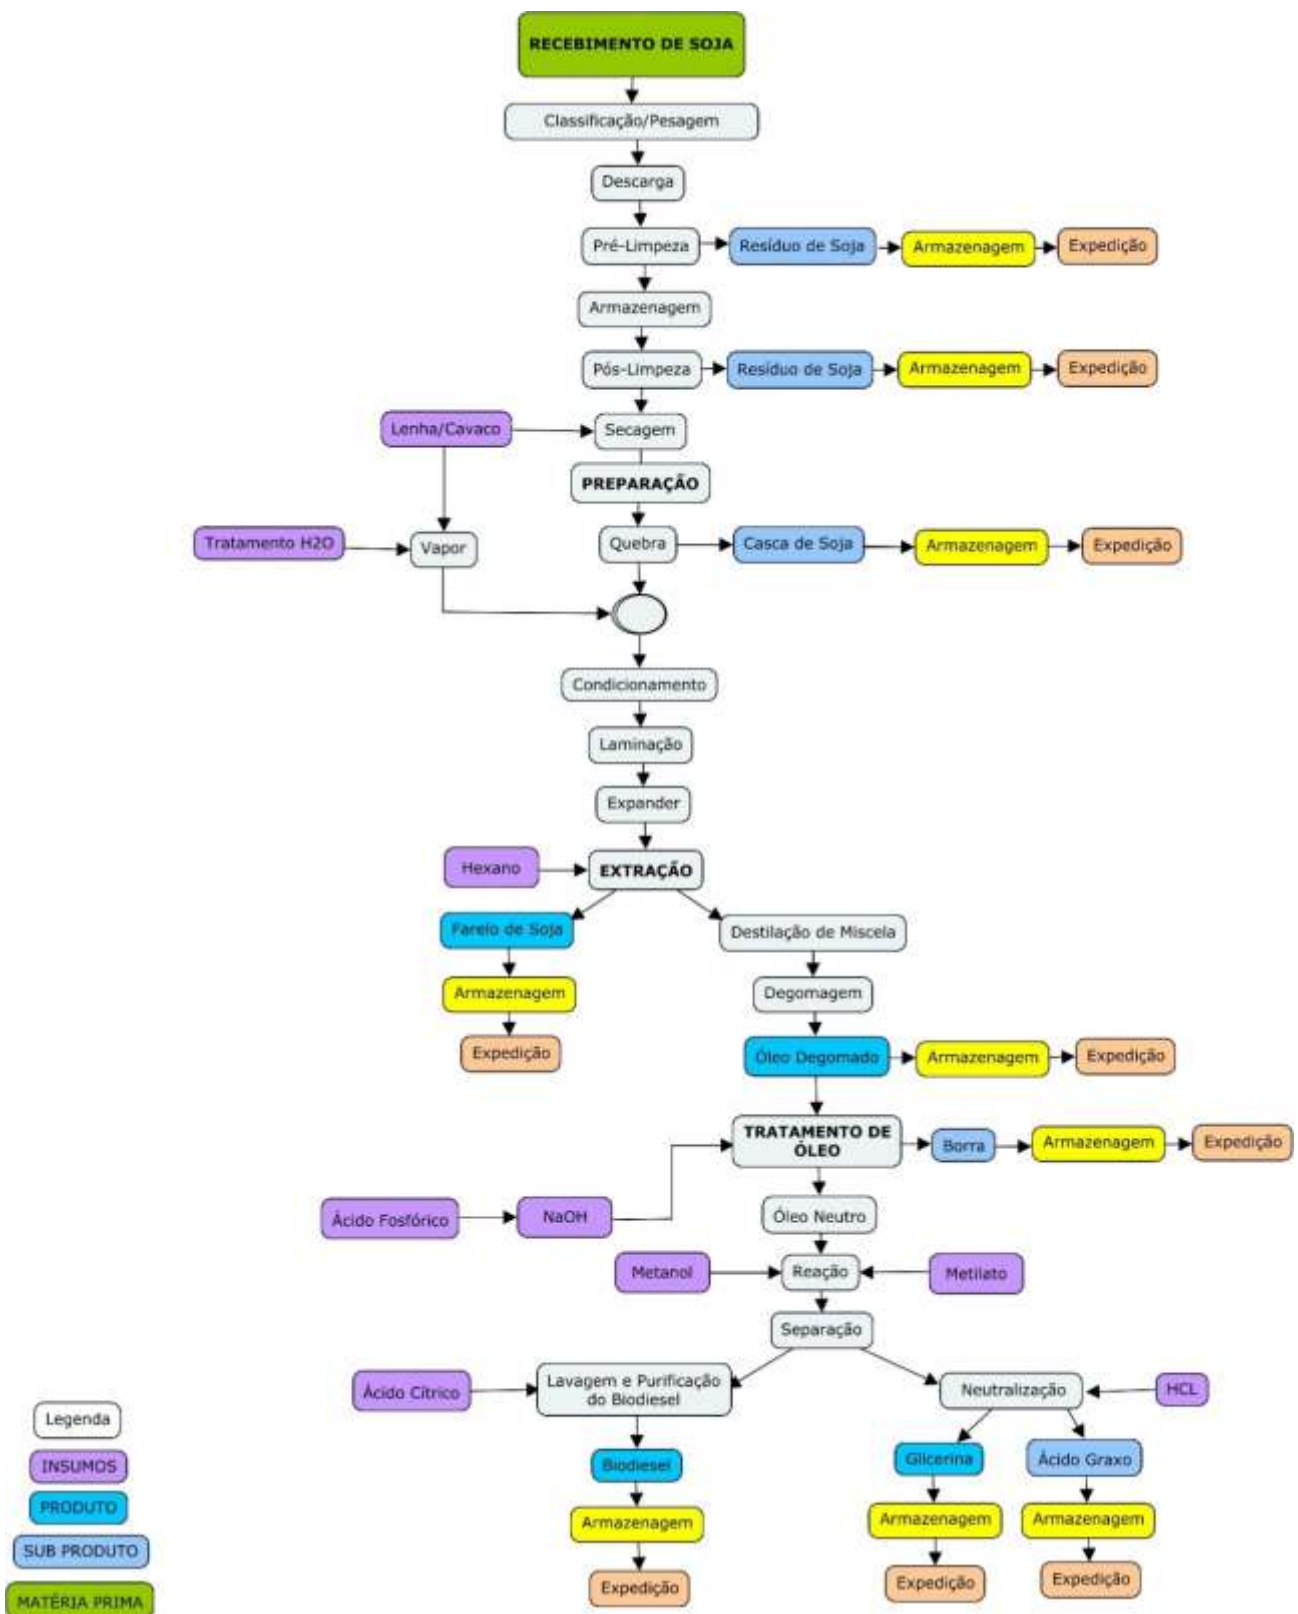 RECEBIMENTO DE SOJA
Classificação/Pesagem
Descarga
Pré-Limpeza
Resíduo de Soja
Armazenagem
Expedição
Armazenagem
Pós-Limpeza
Resíduo de Soja
Armazenagem
Expedição
Lenha/Cavaco
Secagem
PREPARAÇÃO
Tratamento H2O
Vapor
Quebra
Casca de Soja
Armazenagem
Expedição
Condicionamento
Laminação
Expander
Hexano
EXTRAÇÃO
Farelo de Soja
Destilação de Miscela
Armazenagem
Degomagem
Expedição
Óleo Degomado
Armazenagem
Expedição
TRATAMENTO DE
ÓLEO
Borra
Armazenagem
Expedição
Ácido Fosfórico
NaOH
Óleo Neutro
Metanol
Reação
Metilato
Separação
Ácido Cítrico
Lavagem e Purificação
do Biodiesel
Neutralização
HCL
Biodiesel
Glicerina
Ácido Graxo
Armazenagem
Armazenagem
Armazenagem
Expedição
Expedição
Expedição
Legenda
INSUMOS
PRODUTO
SUB PRODUTO
MATÉRIA PRIMA